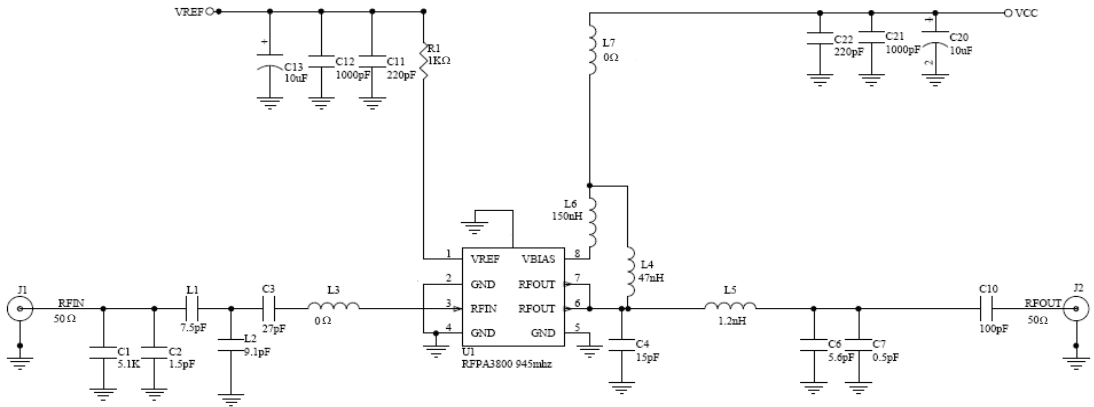 VREF
VCC
C13
10uF
C12
1000pF
C11
220pF
R1
1KΩ
L7
0Ω
C22
220pF
C21
1000pF
C20
10uF
2
L6
150nH
L4
47nH
1
VREF
VBIAS
8
2
GND
RFOUT
7
3
RFIN
RFOUT
6
4
GND
GND
5
U1
RFPA3800 945mhz
J1
RFIN
50Ω
C1
5.1K
C2
1.5pF
L1
7.5pF
L2
9.1pF
C3
27pF
L3
0Ω
C4
15pF
L5
1.2nH
C6
5.6pF
C7
0.5pF
C10
100pF
RFOUT
50Ω
J2